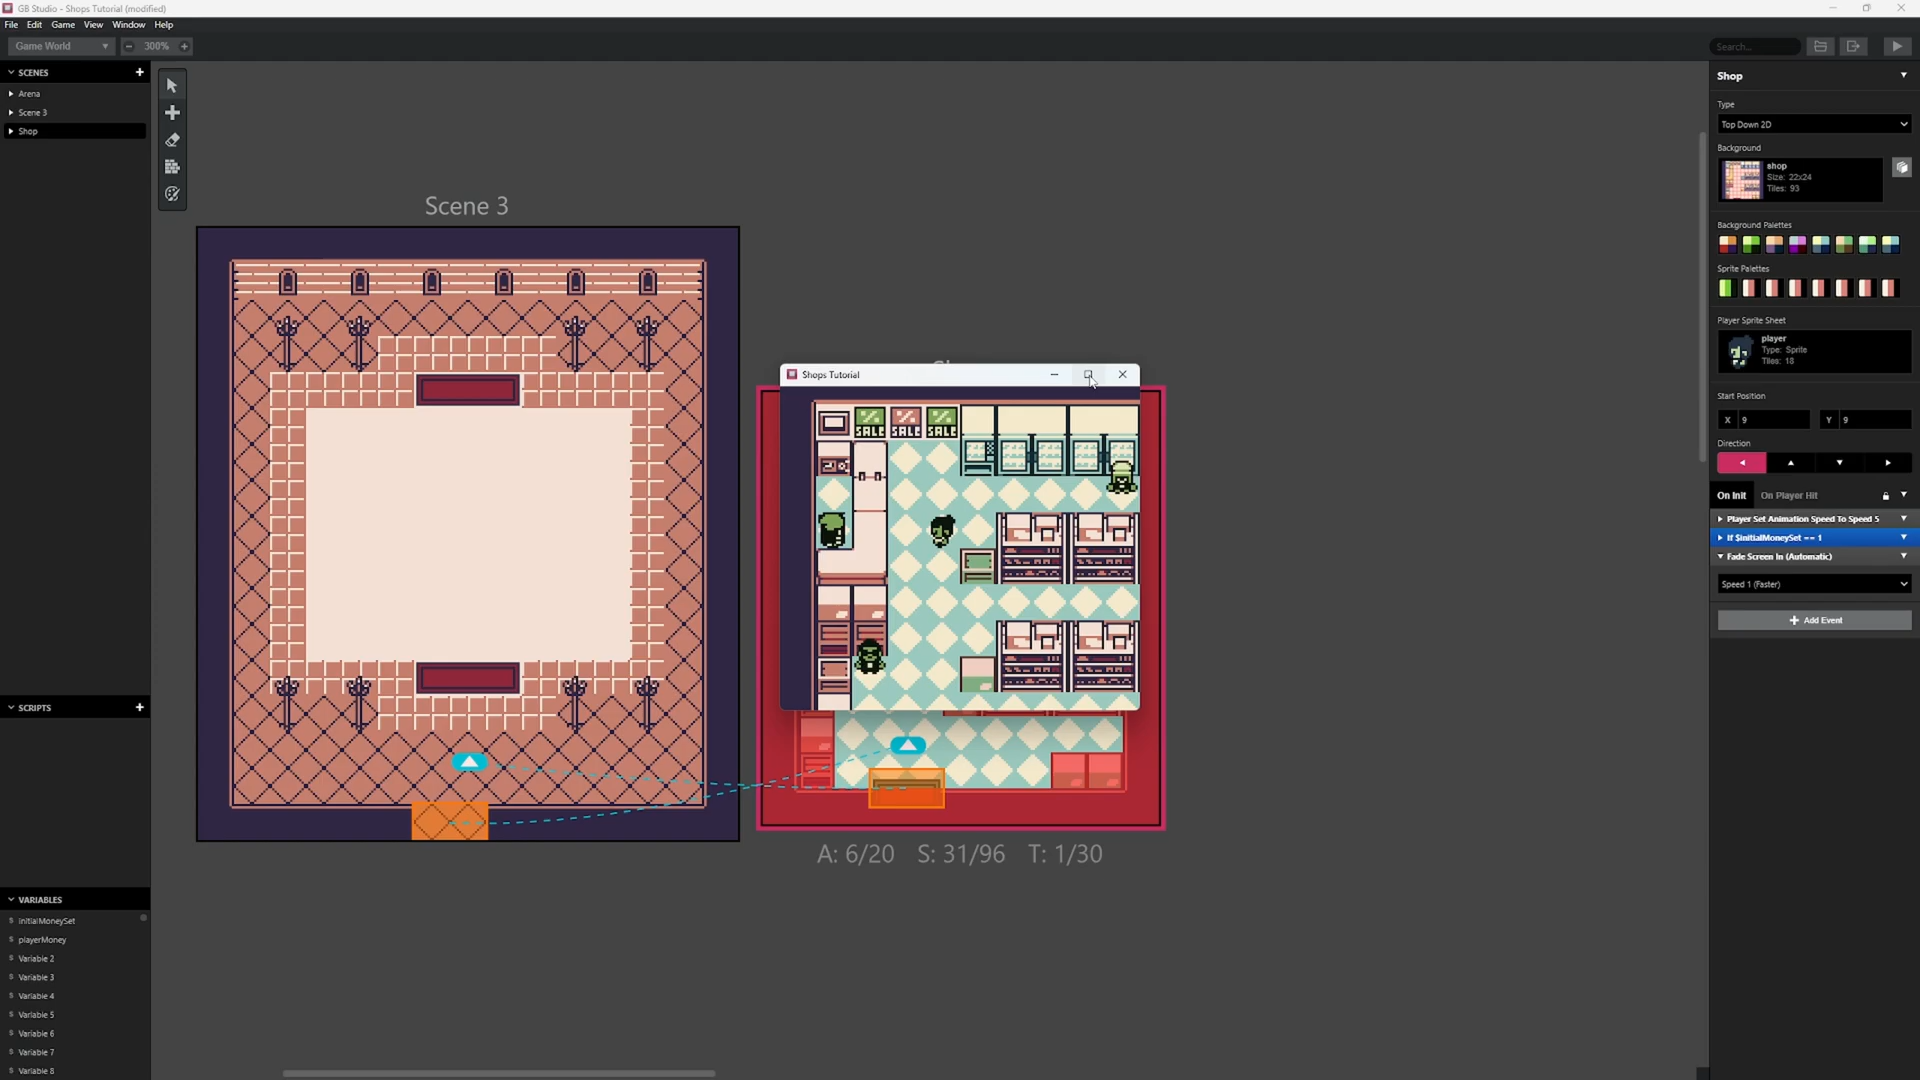 GB Studio - Shops Tutorial (modified)
File Edit Game View Window Help
Game World
300%
Search...
SCENES
Arena
Scene 3
Shop
SCRIPTS
VARIABLES
$ initialMoneySet
$ playerMoney
$ Variable 2
$ Variable 3
$ Variable 4
$ Variable 5
$ Variable 6
$ Variable 7
$ Variable 8
Scene 3
Shops Tutorial
SALE SALE SALE
A: 6/20 S: 31/96 T: 1/30
Shop
Type
Top Down 2D
Background
shop
Size: 22x24
Tiles: 93
Background Palettes
Sprite Palettes
Player Sprite Sheet
player
Type: Sprite
Tiles: 18
Start Position
X 9 Y 9
Direction
On Init On Player Hit
Player Set Animation Speed To Speed 5
If $initialMoneySet == 1
Fade Screen In (Automatic)
Speed 1 (Faster)
Add Event